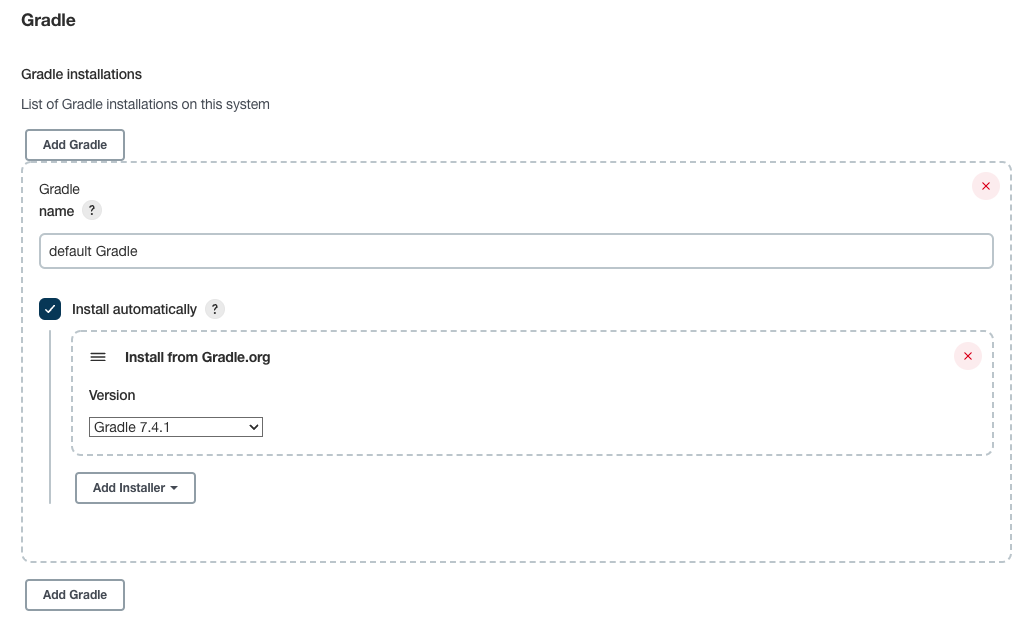 Gradle
Gradle installations
List of Gradle installations on this system
Add Gradle
Gradle
name ?
default Gradle
Install automatically ?
Install from Gradle.org
Version
Gradle 7.4.1
Add Installer
Add Gradle